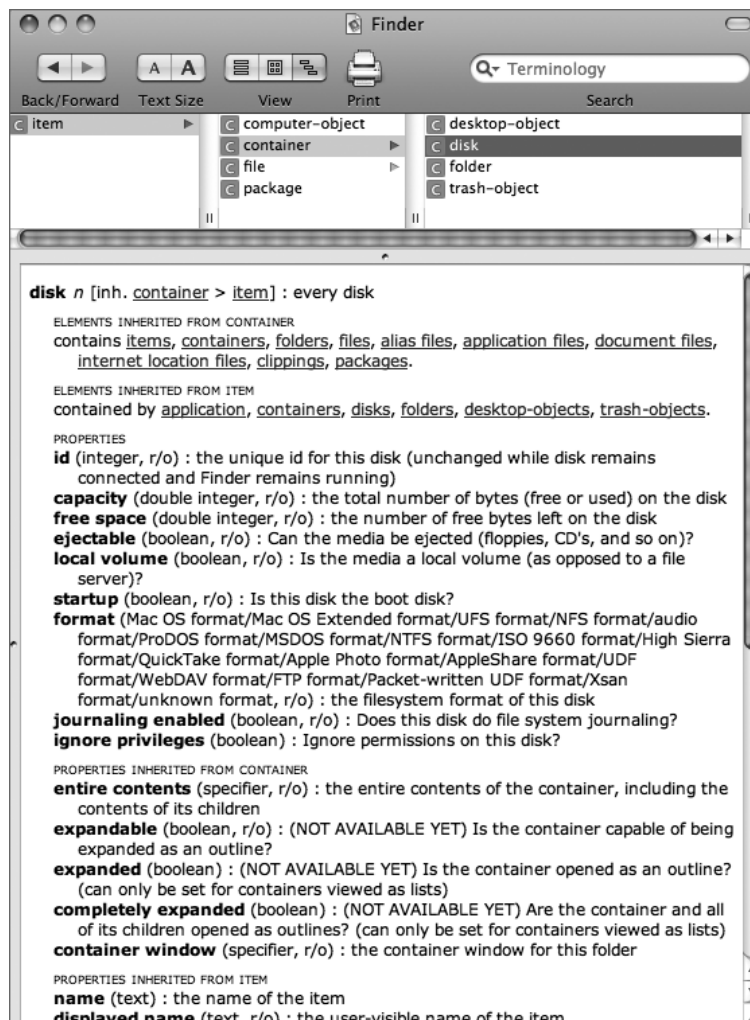 Finder
A A
Terminology
Back/Forward Text Size View Print Search
C item C computer-object C desktop-object
C container C disk
C file C folder
C package C trash-object
disk n [inh. container > item] : every disk
ELEMENTS INHERITED FROM CONTAINER
contains items, containers, folders, files, alias files, application files, document files,
internet location files, clippings, packages.
ELEMENTS INHERITED FROM ITEM
contained by application, containers, disks, folders, desktop-objects, trash-objects.
PROPERTIES
id (integer, r/o) : the unique id for this disk (unchanged while disk remains
connected and Finder remains running)
capacity (double integer, r/o) : the total number of bytes (free or used) on the disk
free space (double integer, r/o) : the number of free bytes left on the disk
ejectable (boolean, r/o) : Can the media be ejected (floppies, CD's, and so on)?
local volume (boolean, r/o) : Is the media a local volume (as opposed to a file
server)?
startup (boolean, r/o) : Is this disk the boot disk?
format (Mac OS format/Mac OS Extended format/UFS format/NFS format/audio
format/ProDOS format/MSDOS format/NTFS format/ISO 9660 format/High Sierra
format/QuickTake format/Apple Photo format/AppleShare format/UDF
format/WebDAV format/FTP format/Packet-written UDF format/Xsan
format/unknown format, r/o) : the filesystem format of this disk
journaling enabled (boolean, r/o) : Does this disk do file system journaling?
ignore privileges (boolean) : Ignore permissions on this disk?
PROPERTIES INHERITED FROM CONTAINER
entire contents (specifier, r/o) : the entire contents of the container, including the
contents of its children
expandable (boolean, r/o) : (NOT AVAILABLE YET) Is the container capable of being
expanded as an outline?
expanded (boolean) : (NOT AVAILABLE YET) Is the container opened as an outline?
(can only be set for containers viewed as lists)
completely expanded (boolean) : (NOT AVAILABLE YET) Are the container and all
of its children opened as outlines? (can only be set for containers viewed as lists)
container window (specifier, r/o) : the container window for this folder
PROPERTIES INHERITED FROM ITEM
name (text) : the name of the item
displayed name (text, r/o) : the user-visible name of the item